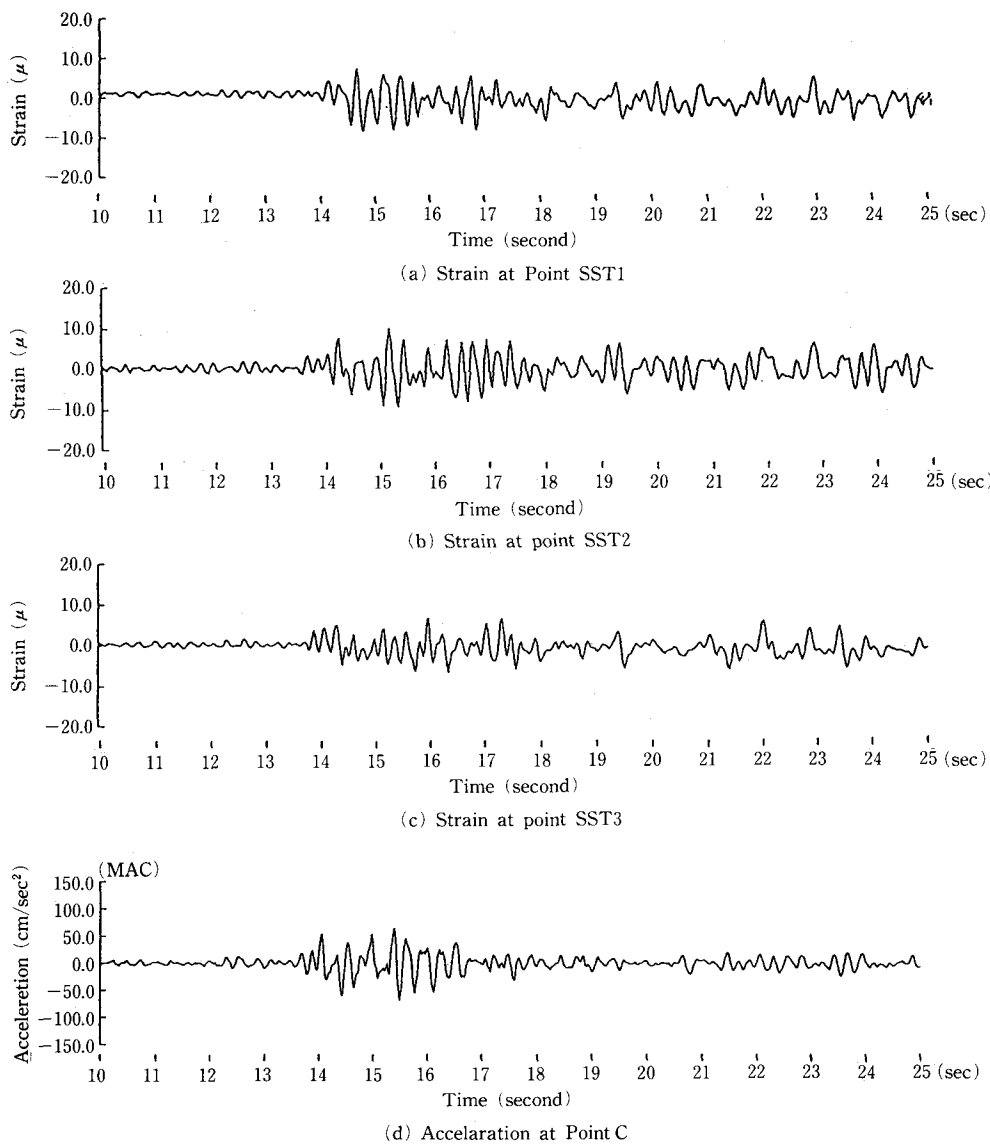 20.0
10.0
0.0
−10.0
−20.0
Strain (μ)
10 11 12 13 14 15 16 17 18 19 20 21 22 23 24 25 (sec)
Time (second)
(a) Strain at Point SST1
20.0
10.0
0.0
−10.0
−20.0
Strain (μ)
10 11 12 13 14 15 16 17 18 19 20 21 22 23 24 25 (sec)
Time (second)
(b) Strain at point SST2
20.0
10.0
0.0
−10.0
−20.0
Strain (μ)
10 11 12 13 14 15 16 17 18 19 20 21 22 23 24 25 (sec)
Time (second)
(c) Strain at point SST3
(MAC)
150.0
100.0
50.0
0.0
−50.0
−100.0
−150.0
Acceleretion (cm/sec²)
10 11 12 13 14 15 16 17 18 19 20 21 22 23 24 25 (sec)
Time (second)
(d) Accelaration at Point C